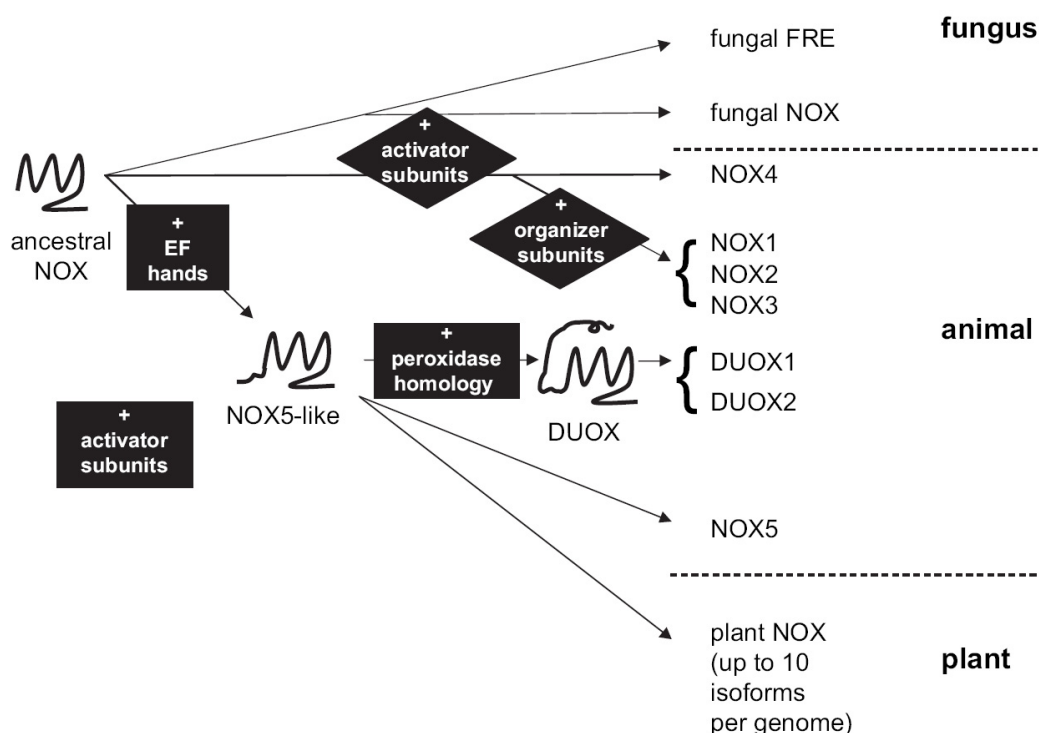 fungus
fungal FRE
fungal NOX
+
activator
subunits
ancestral
NOX
+
EF
hands
NOX4
+
organizer
subunits
NOX1
NOX2
NOX3
animal
+
peroxidase
homology
NOX5-like
DUOX
DUOX1
DUOX2
+
activator
subunits
NOX5
plant NOX
(up to 10
isoforms
per genome)
plant